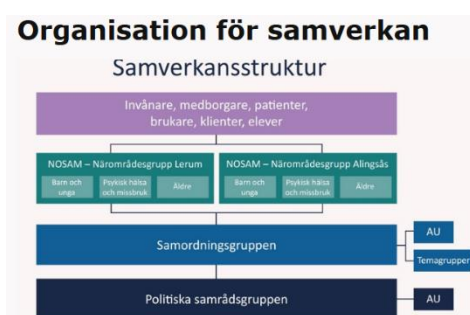 Organisation för samverkan
Samverkansstruktur
Invånare, medborgare, patienter,
brukare, klienter, elever
NOSAM – Närområdesgrupp Lerum
Barn och
unga
Psykisk hälsa
och missbruk
Äldre
NOSAM – Närområdesgrupp Alingsås
Barn och
unga
Psykisk hälsa
och missbruk
Äldre
Samordningsgruppen
AU
Temagrupper
Politiska samrådsgruppen
AU